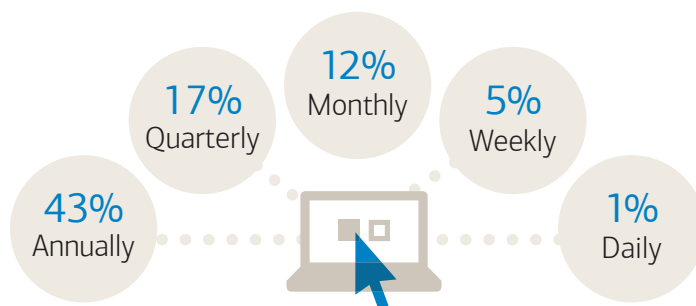 43%
Annually
17%
Quarterly
12%
Monthly
5%
Weekly
1%
Daily